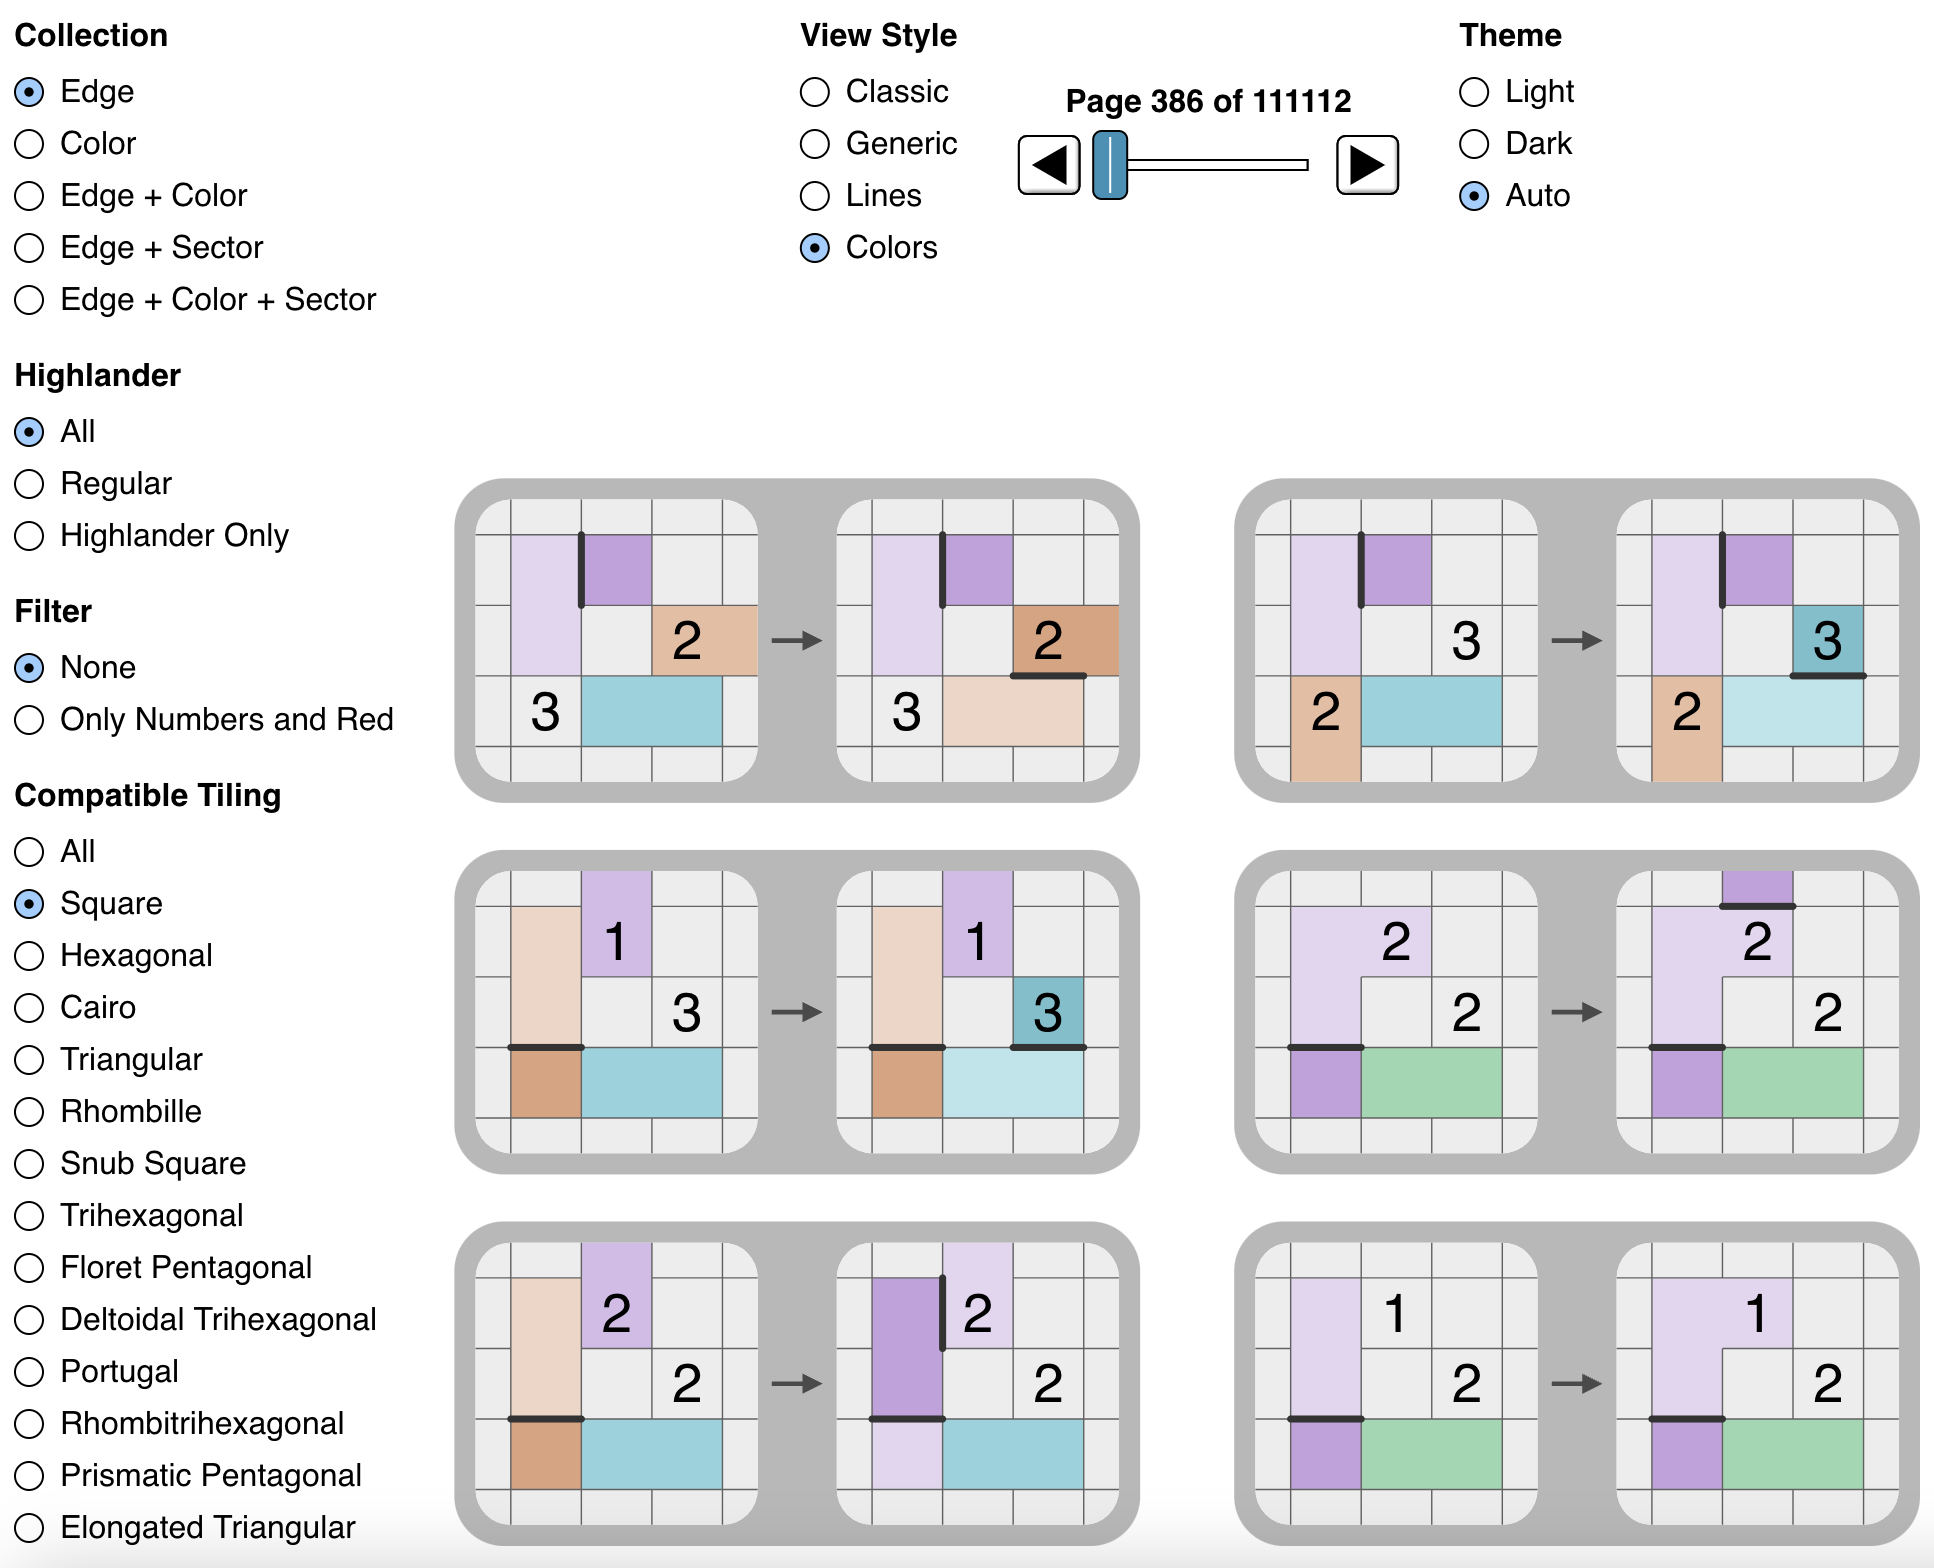 Collection
Edge
Color
Edge + Color
Edge + Sector
Edge + Color + Sector
View Style
Classic
Generic
Lines
Colors
Page 386 of 111112
Theme
Light
Dark
Auto
Highlander
All
Regular
Highlander Only
Filter
None
Only Numbers and Red
Compatible Tiling
All
Square
Hexagonal
Cairo
Triangular
Rhombille
Snub Square
Trihexagonal
Floret Pentagonal
Deltoidal Trihexagonal
Portugal
Rhombitrihexagonal
Prismatic Pentagonal
Elongated Triangular
2
3
2
3
3
2
3
2
1
3
1
3
2
2
2
2
2
2
2
2
1
2
1
2